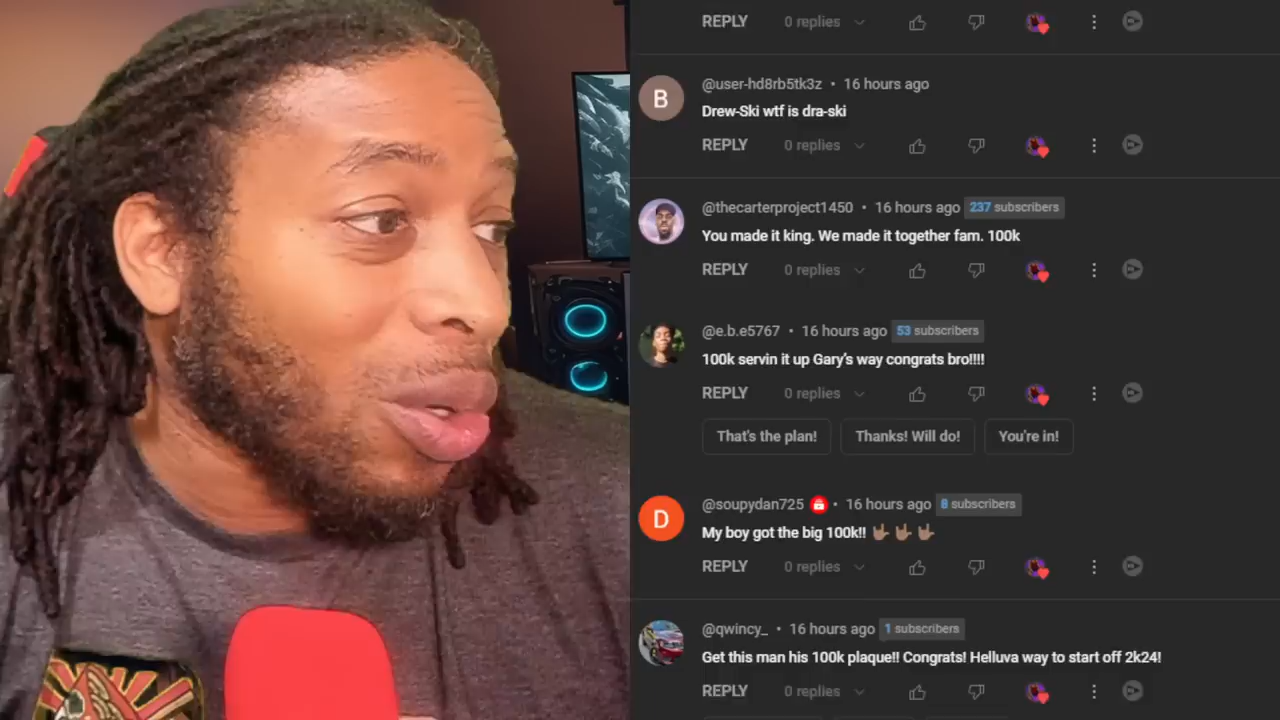 REPLY 0 replies
B
@user-hd8rb5tk3z • 16 hours ago
Drew-Ski wtf is dra-ski
REPLY 0 replies
@thecarterproject1450 • 16 hours ago 237 subscribers
You made it king. We made it together fam. 100k
REPLY 0 replies
@e.b.e5767 • 16 hours ago 53 subscribers
100k servin it up Gary's way congrats bro!!!!
REPLY 0 replies
That's the plan! Thanks! Will do! You're in!
D
@soupydan725 • 16 hours ago 8 subscribers
My boy got the big 100k!! 🤟🏽 🤟🏽 🤟🏽
REPLY 0 replies
@qwincy_ • 16 hours ago 1 subscribers
Get this man his 100k plaque!! Congrats! Helluva way to start off 2k24!
REPLY 0 replies